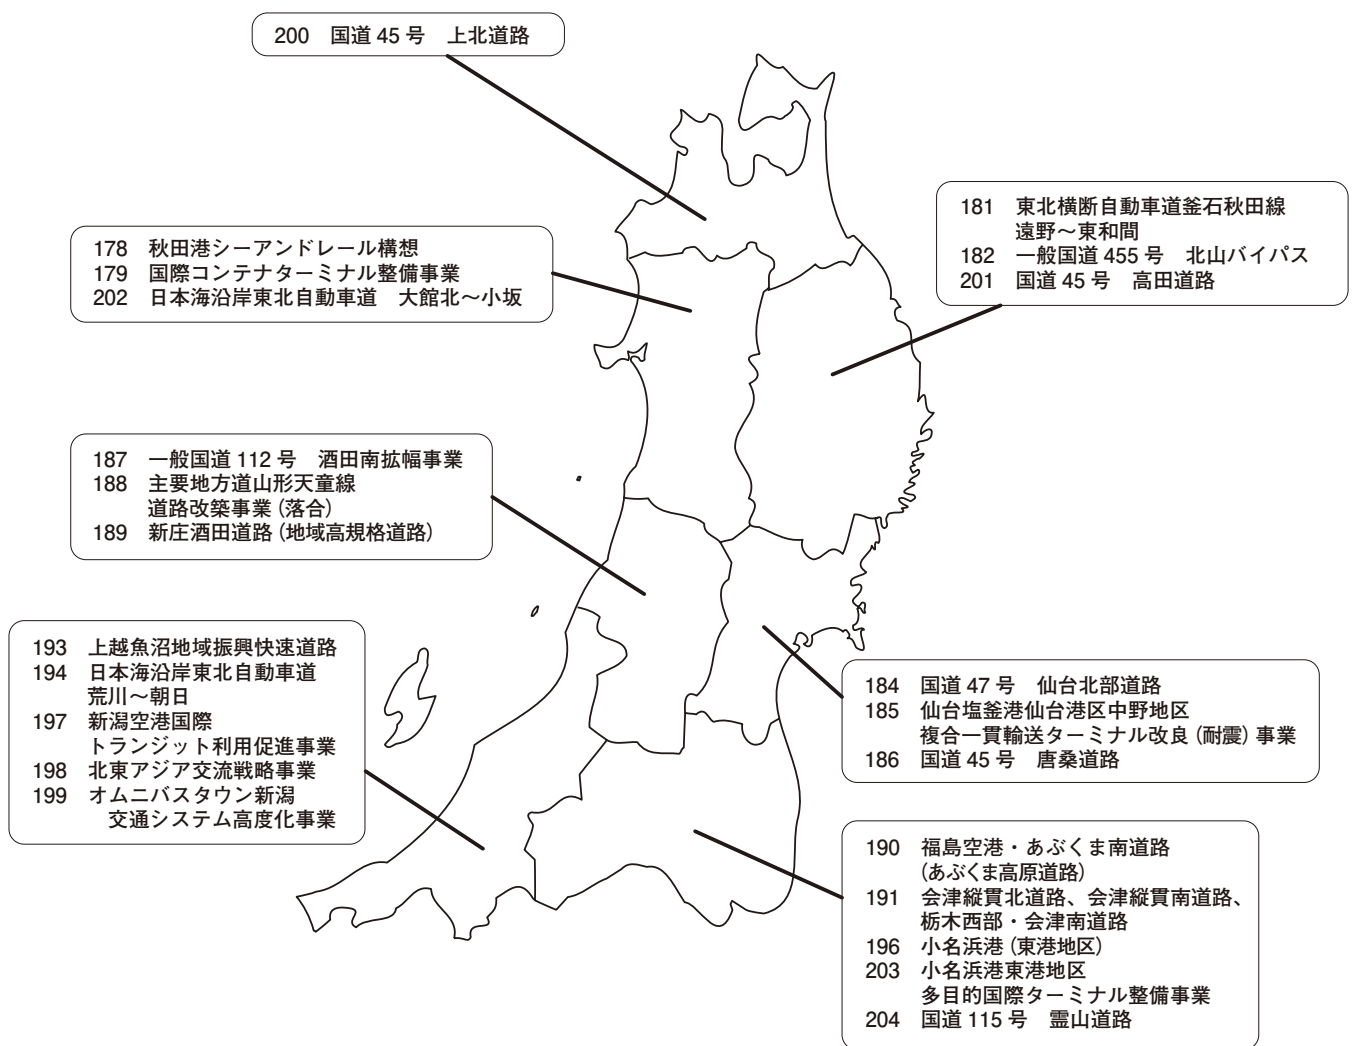 200 国道 45 号 上北道路
178 秋田港シーアンドレール構想
179 国際コンテナターミナル整備事業
202 日本海沿岸東北自動車道 大館北～小坂
181 東北横断自動車道釜石秋田線
遠野～東和間
182 一般国道 455 号 北山バイパス
201 国道 45 号 高田道路
187 一般国道 112 号 酒田南拡幅事業
188 主要地方道山形天童線
道路改築事業 (落合)
189 新庄酒田道路 (地域高規格道路)
193 上越魚沼地域振興快速道路
194 日本海沿岸東北自動車道
荒川～朝日
197 新潟空港国際
トランジット利用促進事業
198 北東アジア交流戦略事業
199 オムニバスタウン新潟
交通システム高度化事業
184 国道 47 号 仙台北部道路
185 仙台塩釜港仙台港区中野地区
複合一貫輸送ターミナル改良 (耐震) 事業
186 国道 45 号 唐桑道路
190 福島空港・あぶくま南道路
(あぶくま高原道路)
191 会津縦貫北道路、会津縦貫南道路、
栃木西部・会津南道路
196 小名浜港 (東港地区)
203 小名浜港東港地区
多目的国際ターミナル整備事業
204 国道 115 号 霊山道路